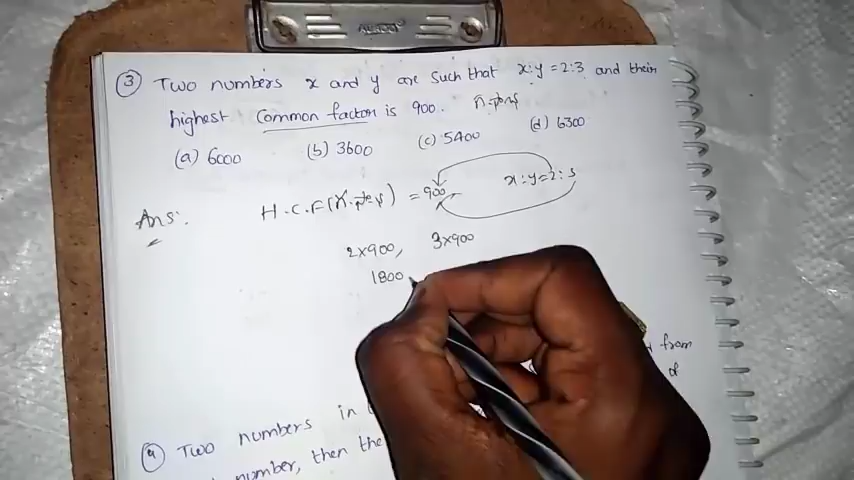 ③ Two numbers x and y are such that x:y = 2:3 and their
highest Common factor is 900.
(a) 6000 (b) 3600 (c) 5400 (d) 6300
Ans:
H.C.F( ) = 900 x:y=2:3
2×900, 3×900
1800
from
④ Two numbers in
number, then the